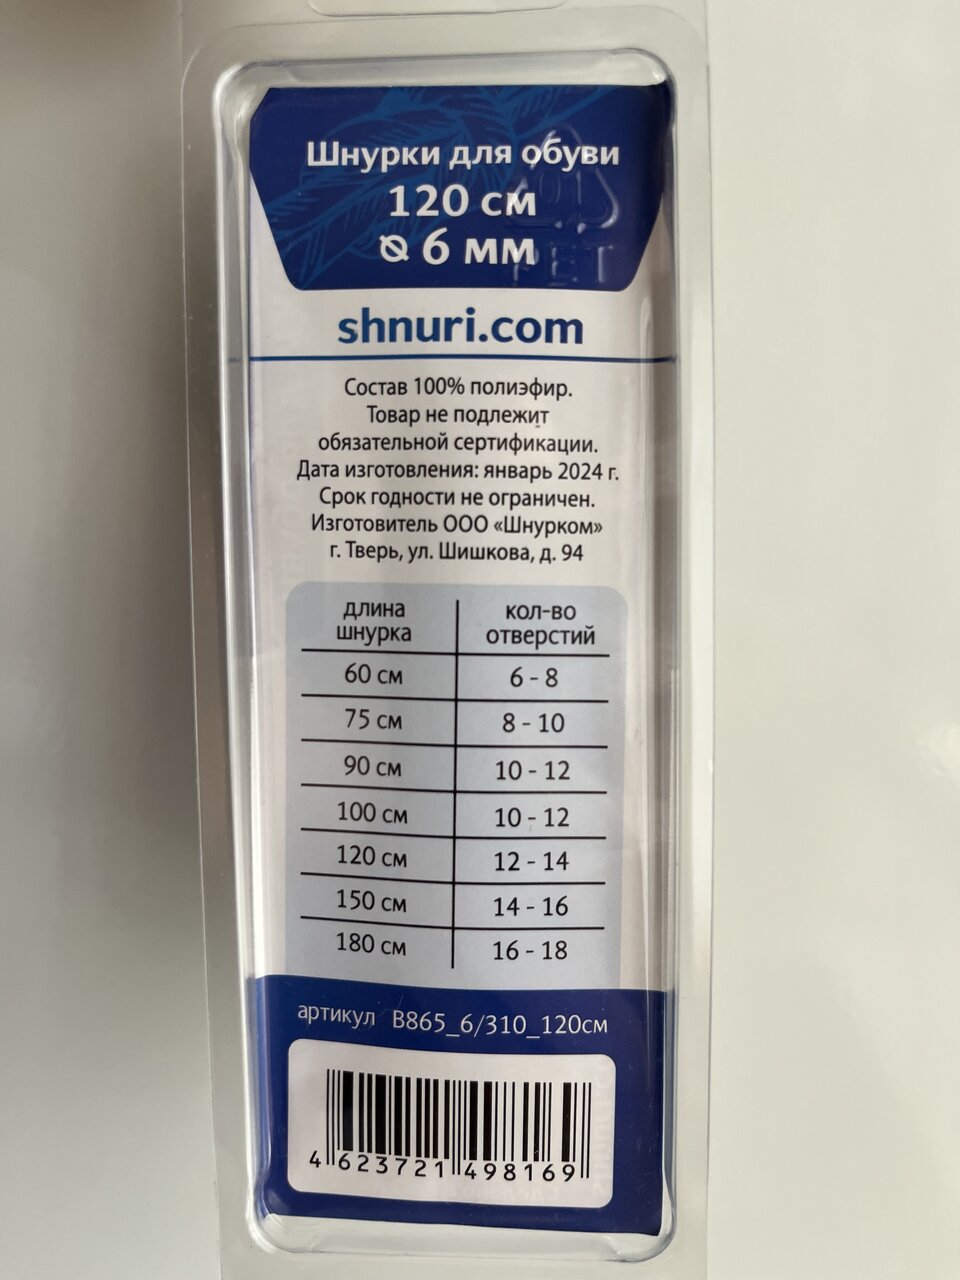 Шнурки для обуви
120 см
⌀ 6 мм
shnuri.com
Состав 100% полиэфир.
Товар не подлежит
обязательной сертификации.
Дата изготовления: январь 2024 г.
Срок годности не ограничен.
Изготовитель ООО «Шнурком»
г. Тверь, ул. Шишкова, д. 94
длина шнурка кол-во отверстий
60 см 6 - 8
75 см 8 - 10
90 см 10 - 12
100 см 10 - 12
120 см 12 - 14
150 см 14 - 16
180 см 16 - 18
артикул В865_6/310_120см
4 623721 498169
01
PET